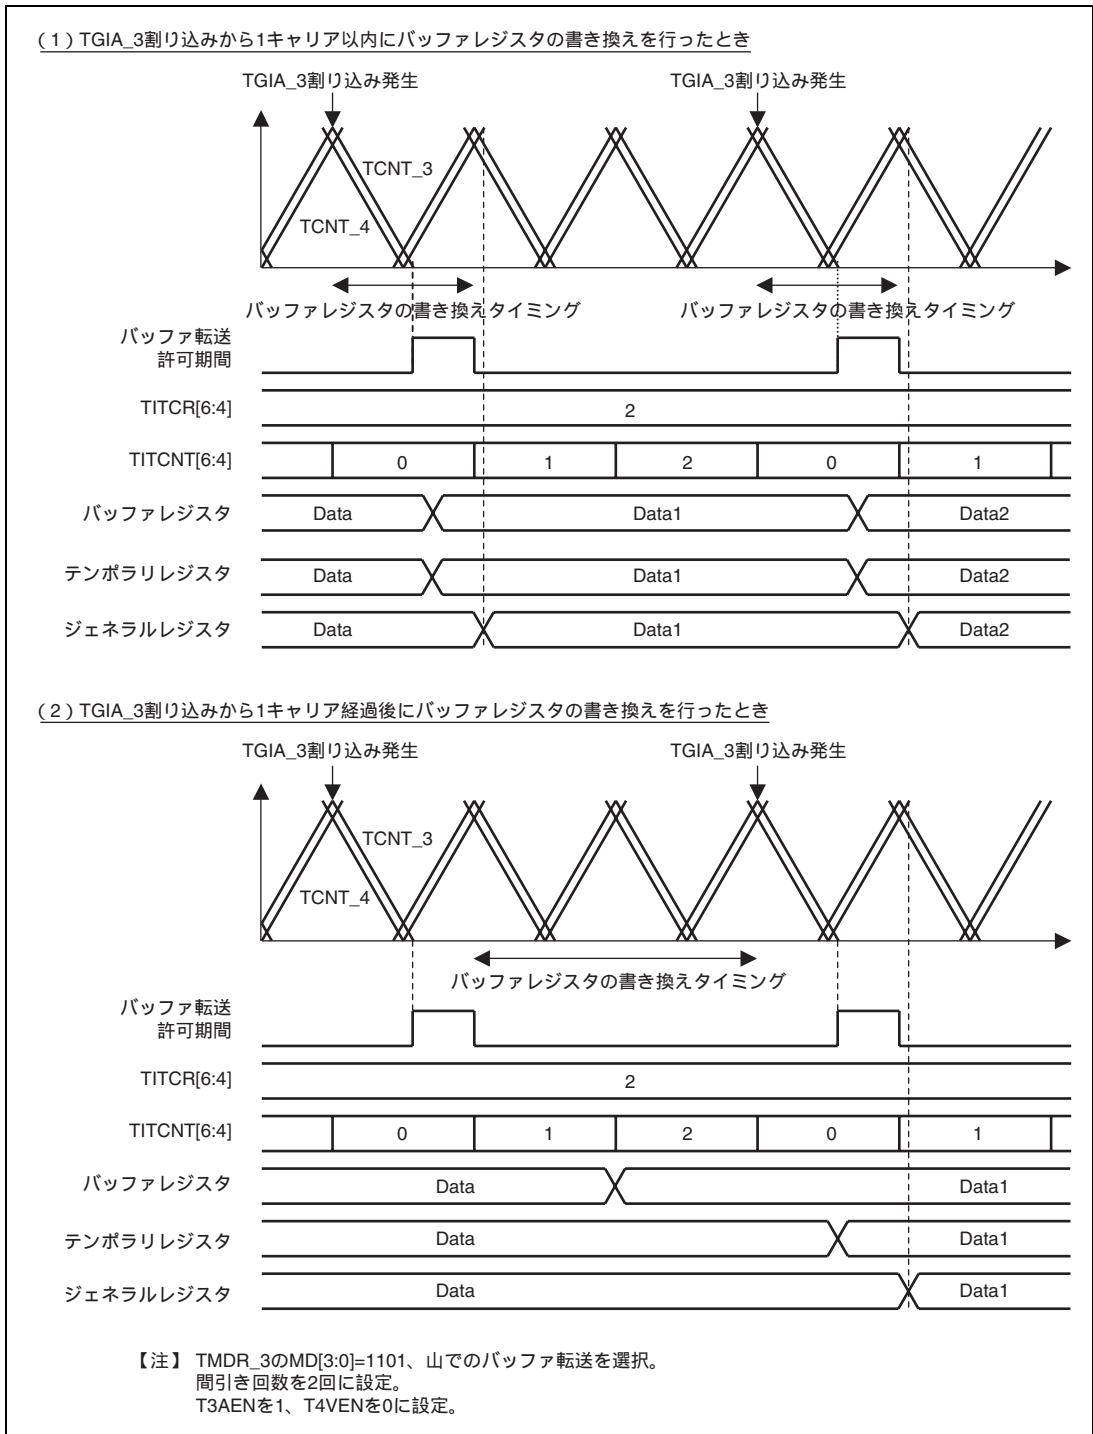 （1）TGIA_3割り込みから1キャリア以内にバッファレジスタの書き換えを行ったとき
TGIA_3割り込み発生
TGIA_3割り込み発生
TCNT_3
TCNT_4
バッファレジスタの書き換えタイミング
バッファレジスタの書き換えタイミング
バッファ転送
許可期間
TITCR[6:4]
2
TITCNT[6:4]
0
1
2
0
1
バッファレジスタ
Data
Data1
Data2
テンポラリレジスタ
Data
Data1
Data2
ジェネラルレジスタ
Data
Data1
Data2
（2）TGIA_3割り込みから1キャリア経過後にバッファレジスタの書き換えを行ったとき
TGIA_3割り込み発生
TGIA_3割り込み発生
TCNT_3
TCNT_4
バッファレジスタの書き換えタイミング
バッファ転送
許可期間
TITCR[6:4]
2
TITCNT[6:4]
0
1
2
0
1
バッファレジスタ
Data
Data1
テンポラリレジスタ
Data
Data1
ジェネラルレジスタ
Data
Data1
【注】 TMDR_3のMD[3:0]=1101、山でのバッファ転送を選択。
間引き回数を2回に設定。
T3AENを1、T4VENを0に設定。